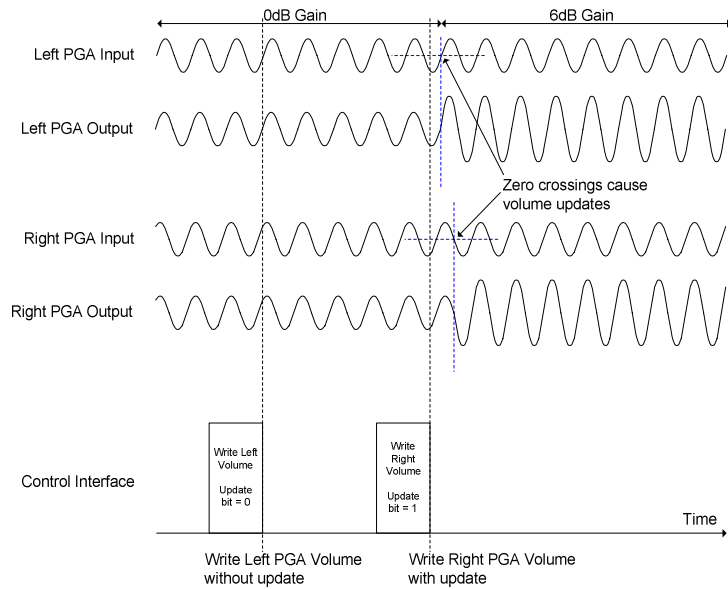 0dB Gain
6dB Gain
Left PGA Input
Left PGA Output
Zero crossings cause
volume updates
Right PGA Input
Right PGA Output
Write Left
Volume
Update
bit = 0
Write
Right
Volume
Update
bit = 1
Control Interface
Time
Write Left PGA Volume
without update
Write Right PGA Volume
with update